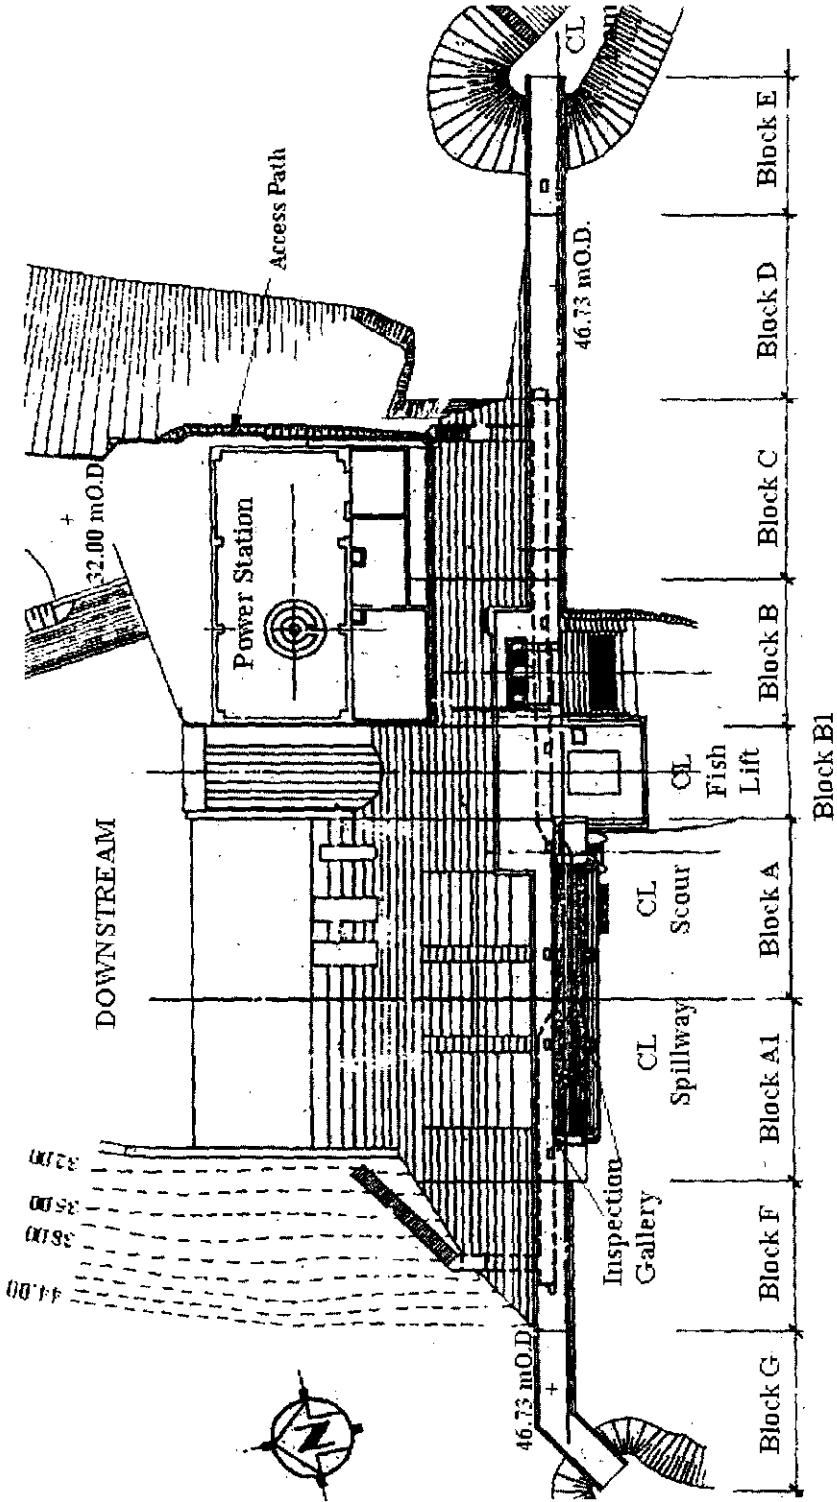 DOWNSTREAM
Access Path
32.00 mO.D
Power Station
46.73 mO.D.
46.73 mO.D
32.00
35.00
38.00
44.00
N
Inspection
Gallery
CL
Spillway
CL
Scour
CL
Fish
Lift
CL
Block G
Block F
Block A1
Block A
Block B1
Block B
Block C
Block D
Block E